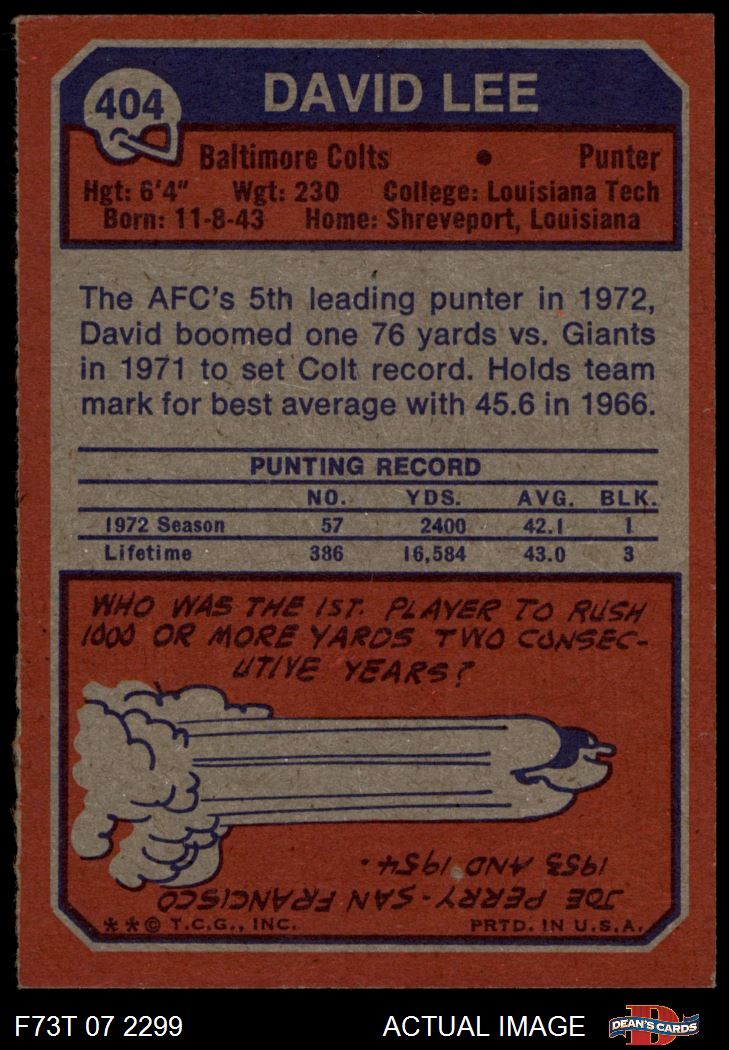 404
DAVID LEE
Baltimore Colts • Punter
Hgt: 6'4" Wgt: 230 College: Louisiana Tech
Born: 11-8-43 Home: Shreveport, Louisiana
The AFC's 5th leading punter in 1972,
David boomed one 76 yards vs. Giants
in 1971 to set Colt record. Holds team
mark for best average with 45.6 in 1966.
PUNTING RECORD
NO. YDS. AVG. BLK.
1972 Season 57 2400 42.1 1
Lifetime 386 16,584 43.0 3
WHO WAS THE 1ST. PLAYER TO RUSH
1000 OR MORE YARDS TWO CONSEC-
UTIVE YEARS?
JOE PERRY-SAN FRANCISCO
1953 AND 1954.
**© T.C.G., INC. PRTD. IN U.S.A.
F73T 07 2299 ACTUAL IMAGE D DEAN'S CARDS